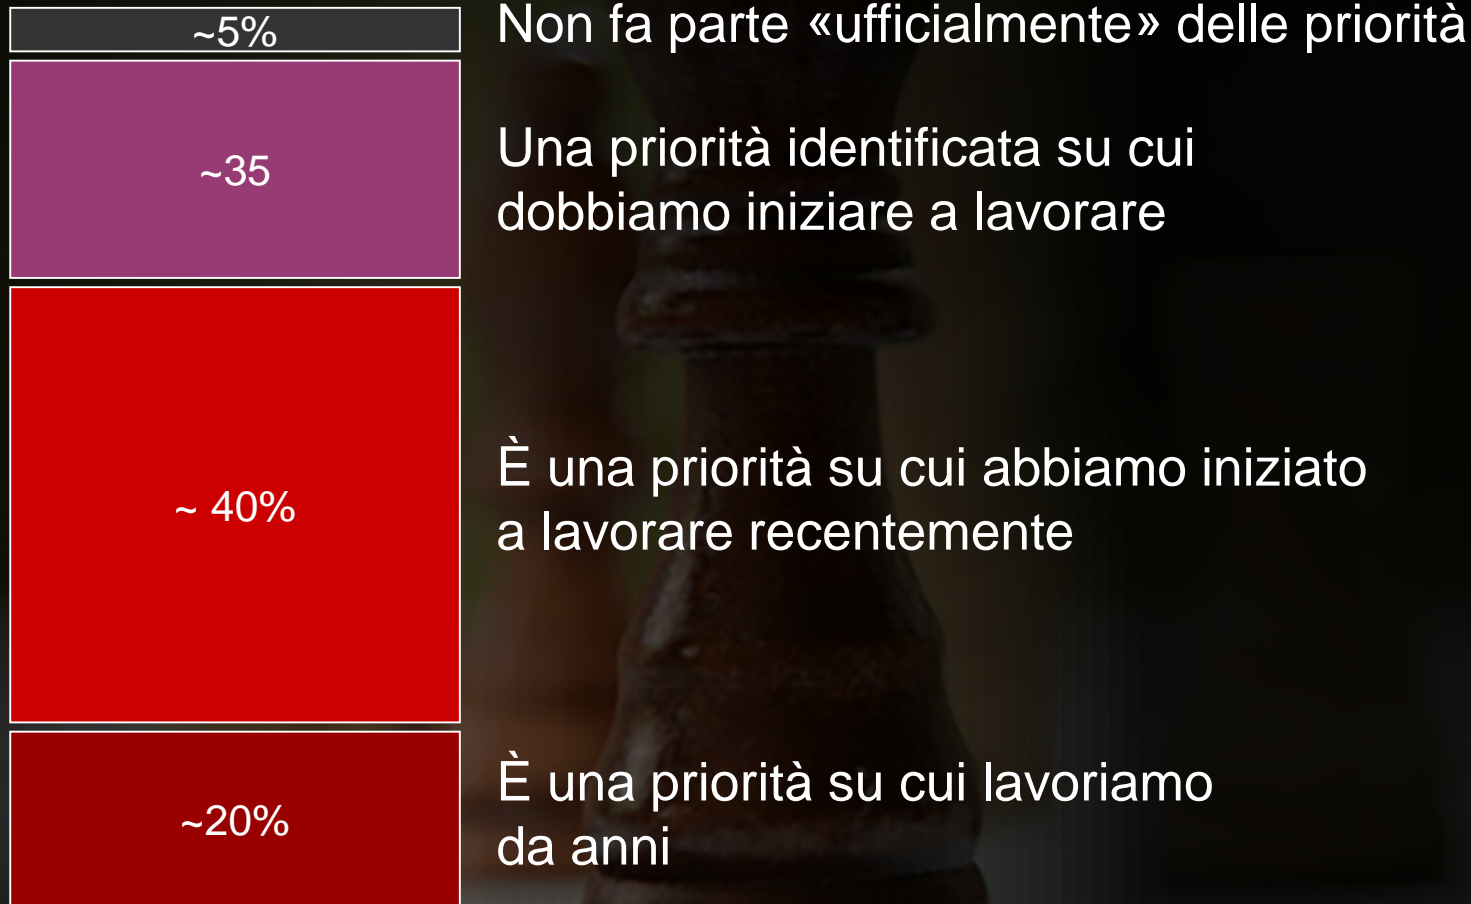 ~5%
Non fa parte «ufficialmente» delle priorità
~35
Una priorità identificata su cui
dobbiamo iniziare a lavorare
~ 40%
È una priorità su cui abbiamo iniziato
a lavorare recentemente
~20%
È una priorità su cui lavoriamo
da anni